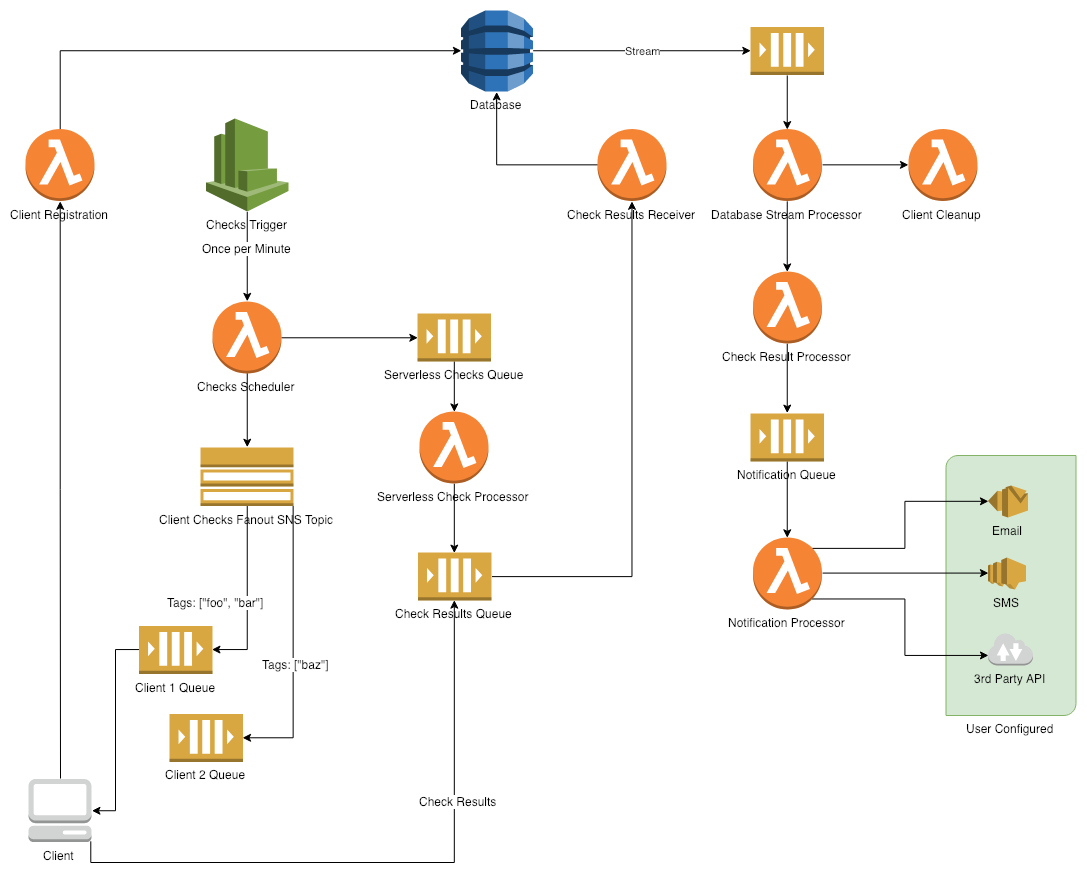 Stream
Database
Client Registration
Checks Trigger
Once per Minute
Check Results Receiver
Database Stream Processor
Client Cleanup
Checks Scheduler
Serverless Checks Queue
Check Result Processor
Serverless Check Processor
Notification Queue
Client Checks Fanout SNS Topic
Email
Tags: ["foo", "bar"]
Check Results Queue
SMS
Notification Processor
Tags: ["baz"]
3rd Party API
Client 1 Queue
User Configured
Client 2 Queue
Check Results
Client